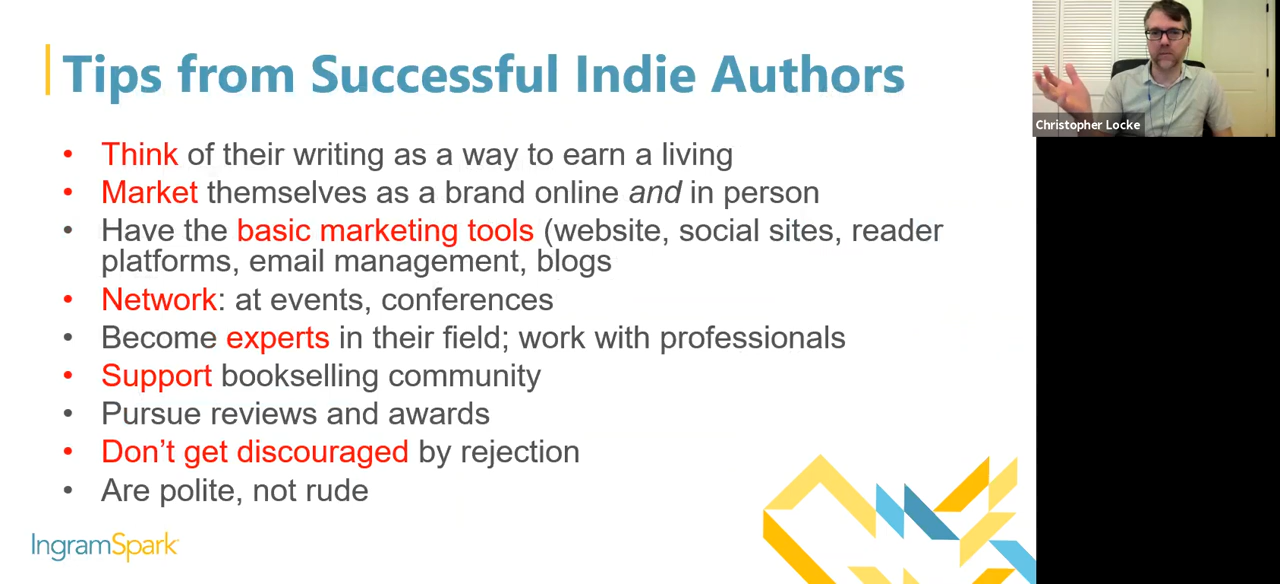 Tips from Successful Indie Authors
Christopher Locke
• Think of their writing as a way to earn a living
• Market themselves as a brand online and in person
• Have the basic marketing tools (website, social sites, reader
platforms, email management, blogs
• Network: at events, conferences
• Become experts in their field; work with professionals
• Support bookselling community
• Pursue reviews and awards
• Don’t get discouraged by rejection
• Are polite, not rude
IngramSpark